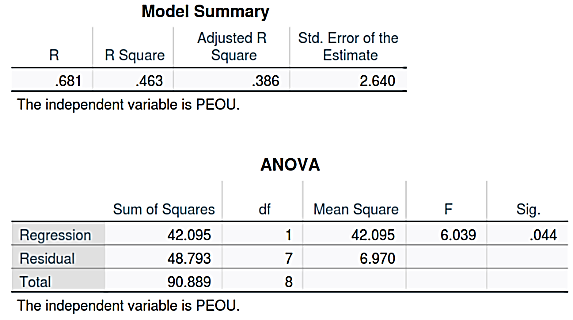 Model Summary
R R Square Adjusted R Square Std. Error of the Estimate
.681 .463 .386 2.640
The independent variable is PEOU.
ANOVA
Sum of Squares df Mean Square F Sig.
Regression 42.095 1 42.095 6.039 .044
Residual 48.793 7 6.970
Total 90.889 8
The independent variable is PEOU.